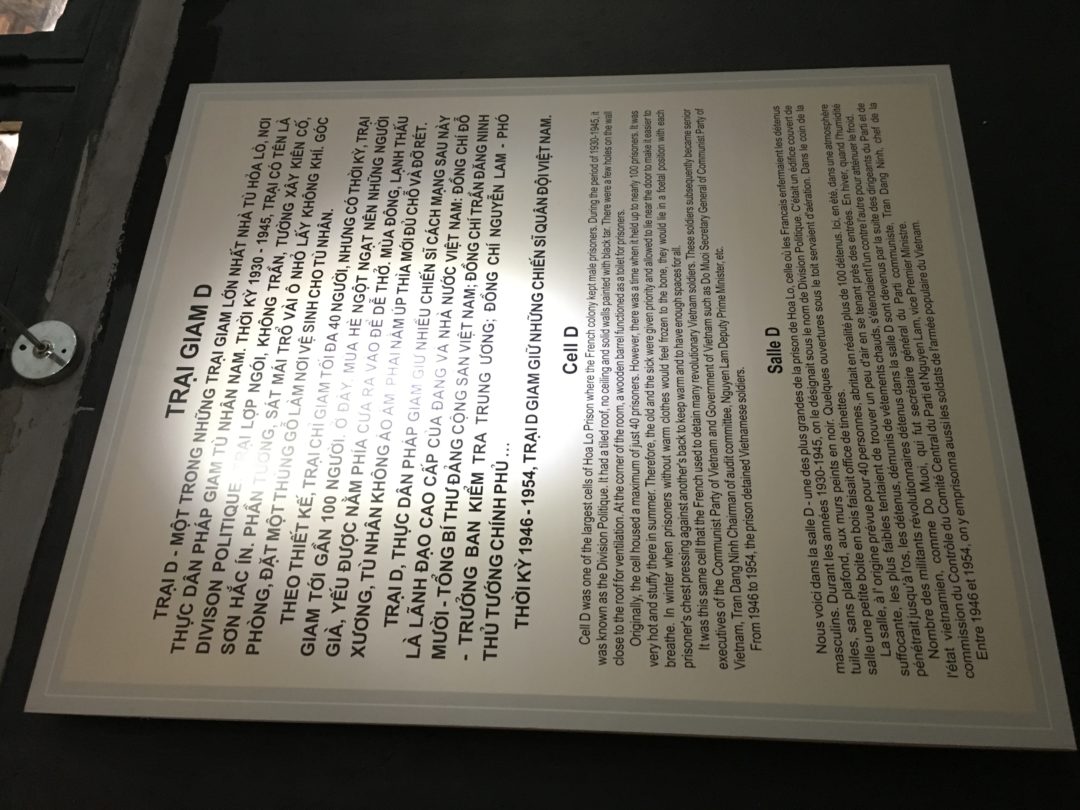 TRẠI GIAM D
TRẠI D - MỘT TRONG NHỮNG TRẠI GIAM LỚN NHẤT NHÀ TÙ HỎA LÒ, NƠI
THỰC DÂN PHÁP GIAM TÙ NHÂN NAM. THỜI KỲ 1930 - 1945, TRẠI CÓ TÊN LÀ
DIVISON POLITIQUE. TRẠI LỢP NGÓI, KHÔNG TRẦN, TƯỜNG XÂY KIÊN CỐ,
SƠN HẮC ÍN. PHẦN TƯỜNG, SÁT MÁI TRỔ VÀI Ô NHỎ LẤY KHÔNG KHÍ. GÓC
PHÒNG, ĐẶT MỘT THÙNG GỖ LÀM NƠI VỆ SINH CHO TÙ NHÂN.
THEO THIẾT KẾ, TRẠI CHỈ GIAM TỐI ĐA 40 NGƯỜI, NHƯNG CÓ THỜI KỲ, TRẠI
GIAM TỚI GẦN 100 NGƯỜI. Ở ĐÂY, MÙA HÈ NGỘT NGẠT NÊN NHỮNG NGƯỜI
GIÀ, YẾU ĐƯỢC NẰM PHÍA CỬA RA VÀO ĐỂ DỄ THỞ, MÙA ĐÔNG, LẠNH THẤU
XƯƠNG, TÙ NHÂN KHÔNG ÁO ẤM PHẢI NẰM ÚP THÌA MỚI ĐỦ CHỖ VÀ ĐỠ RÉT.
TRẠI D, THỰC DÂN PHÁP GIAM GIỮ NHIỀU CHIẾN SĨ CÁCH MẠNG SAU NÀY
LÀ LÃNH ĐẠO CAO CẤP CỦA ĐẢNG VÀ NHÀ NƯỚC VIỆT NAM: ĐỒNG CHÍ ĐỖ
MƯỜI - TỔNG BÍ THƯ ĐẢNG CỘNG SẢN VIỆT NAM; ĐỒNG CHÍ TRẦN ĐĂNG NINH
- TRƯỞNG BAN KIỂM TRA TRUNG ƯƠNG; ĐỒNG CHÍ NGUYỄN LAM - PHÓ
THỦ TƯỚNG CHÍNH PHỦ ...
THỜI KỲ 1946 - 1954, TRẠI D GIAM GIỮ NHỮNG CHIẾN SĨ QUÂN ĐỘI VIỆT NAM.
Cell D
Cell D was one of the largest cells of Hoa Lo Prison where the French colony kept male prisoners. During the period of 1930-1945, it
was known as the Division Politique. It had a tiled roof, no ceiling and solid walls painted with black tar. There were a few holes on the wall
close to the roof for ventilation. At the corner of the room, a wooden barrel functioned as a toilet for prisoners.
Originally, the cell housed a maximum of just 40 prisoners. However, there was a time when it held up to nearly 100 prisoners. It was
very hot and stuffy there in summer. Therefore, the old and the sick were given priority and allowed to lie near the door to make it easier to
breathe. In winter when prisoners without warm clothes would feel frozen to the bone, they would lie in a foetal position with each
prisoner's chest pressing against another's back to keep warm and to have enough spaces for all.
It was this same cell that the French used to detain many revolutionary Vietnam soldiers. These soldiers subsequently became senior
executives of the Communist Party of Vietnam and Government of Vietnam such as Do Muoi Secretary General of Communist Party of
Vietnam, Tran Dang Ninh Chairman of audit committee, Nguyen Lam Deputy Prime Minister, etc.
From 1946 to 1954, the prison detained Vietnamese soldiers.
Salle D
Nous voici dans la salle D - une des plus grandes de la prison de Hoa Lo, celle où les Francais enfermaient les détenus
masculins. Durant les années 1930-1945, on le désignait sous le nom de Division Politique. C'était un édifice couvert de
tuiles, sans plafond, aux murs peints en noir. Quelques ouvertures sous le toit servaient d'aération. Dans le coin de la
salle une petite boite en bois faisait office de tinettes.
La salle, à l' origine prévue pour 40 personnes, abritait en réalité plus de 100 détenus. Ici, en été, dans une atmosphère
suffocante, les plus faibles tentaient de trouver un peu d'air en se tenant près des entrées. En hiver, quand l'humidité
pénétrait jusqu'à l'os, les détenus, démunis de vêtements chauds, s'étendaient l'un contre l'autre pour atténuer le froid.
Nombre des militants révolutionnaires détenus dans la salle D sont devenus par la suite des dirigeants du Parti et de
l'état vietnamien, comme Do Muoi, qui fut secrétaire général du Parti communiste, Tran Dang Ninh, chef de la
commission du Contrôle du Comité Central du Parti et Nguyen Lam, vice Premier Ministre.
Entre 1946 et 1954, on y emprisonna aussi les soldats de l'armée populaire du Vietnam.